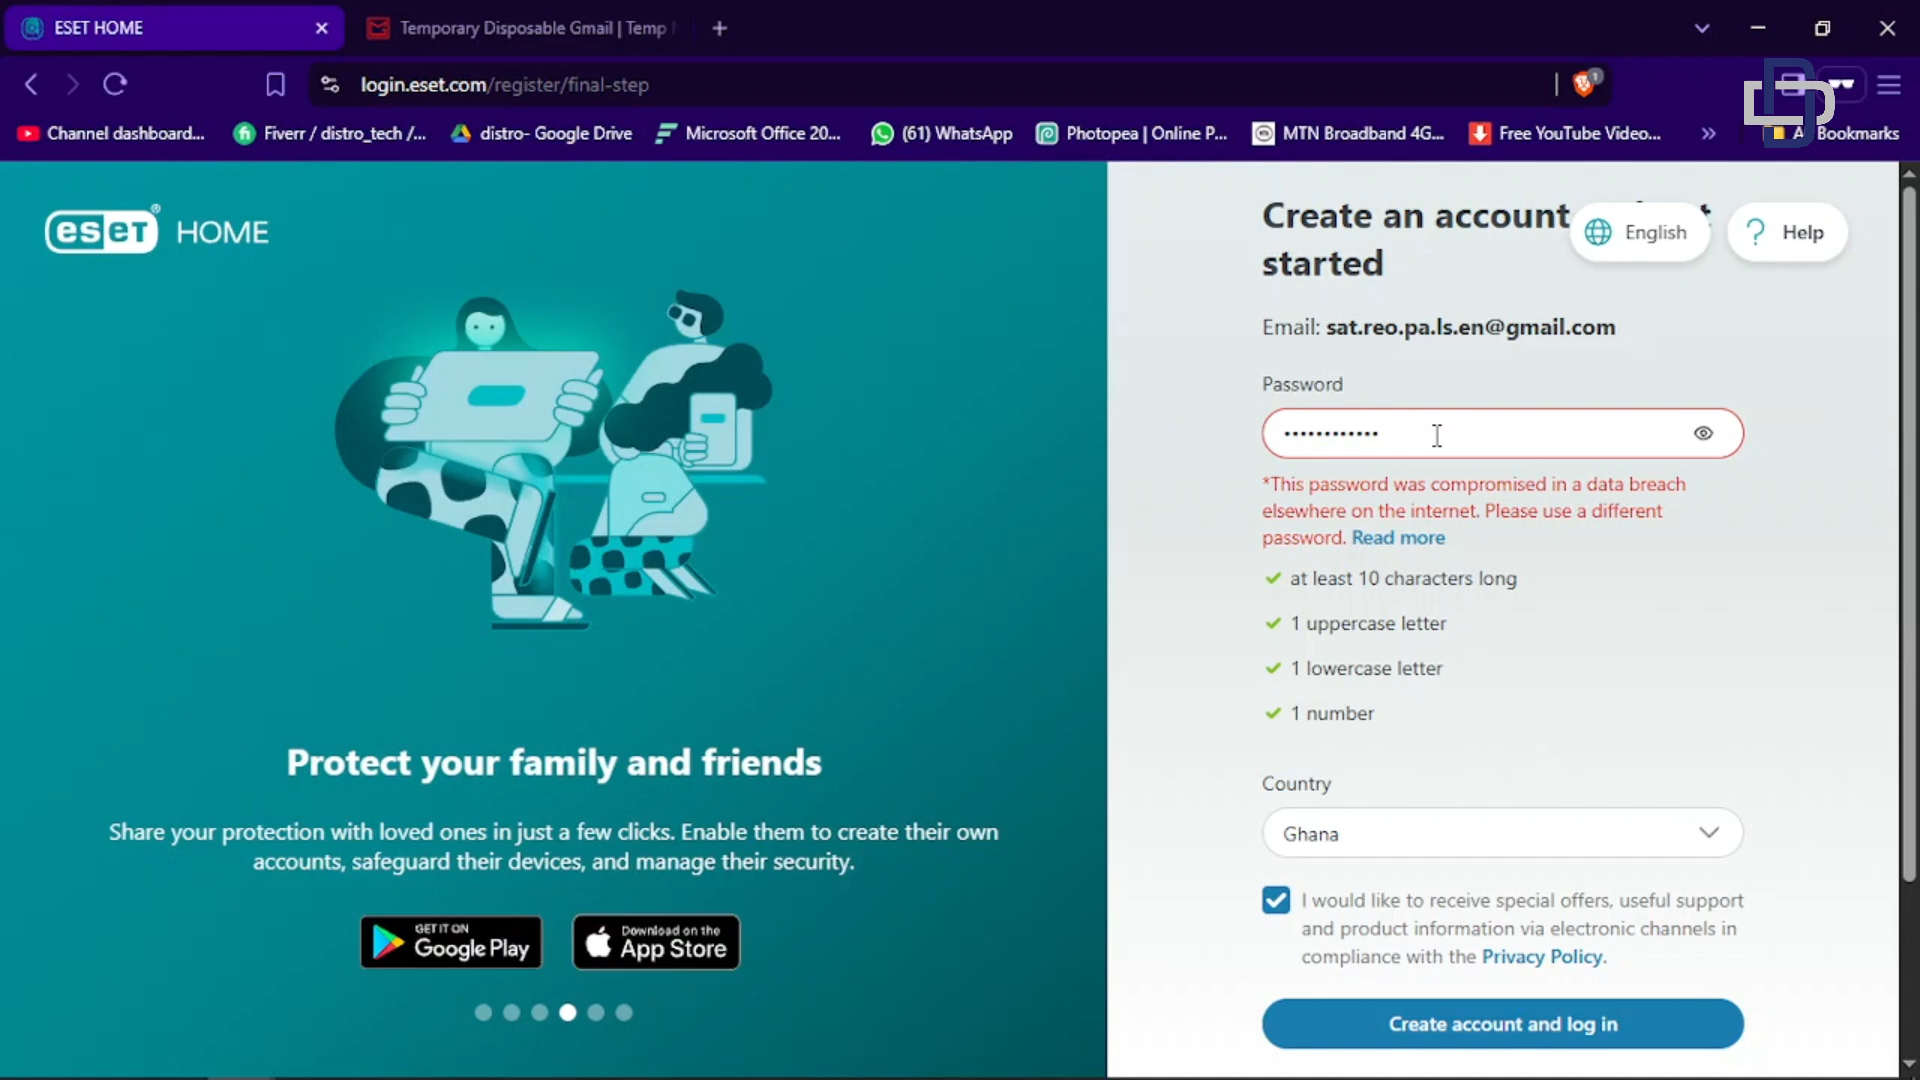 ESET HOME
Temporary Disposable Gmail | Temp
login.eset.com/register/final-step
1
Channel dashboard...
Fiverr / distro_tech /...
distro- Google Drive
Microsoft Office 20...
(61) WhatsApp
Photopea | Online P...
MTN Broadband 4G...
Free YouTube Video...
»
Bookmarks
eseT® HOME
Create an account
started
English
Help
Email: sat.reo.pa.ls.en@gmail.com
Password
••••••••••••
*This password was compromised in a data breach
elsewhere on the internet. Please use a different
password. Read more
at least 10 characters long
1 uppercase letter
1 lowercase letter
1 number
Country
Ghana
I would like to receive special offers, useful support
and product information via electronic channels in
compliance with the Privacy Policy.
Create account and log in
Protect your family and friends
Share your protection with loved ones in just a few clicks. Enable them to create their own
accounts, safeguard their devices, and manage their security.
GET IT ON
Google Play
Download on the
App Store